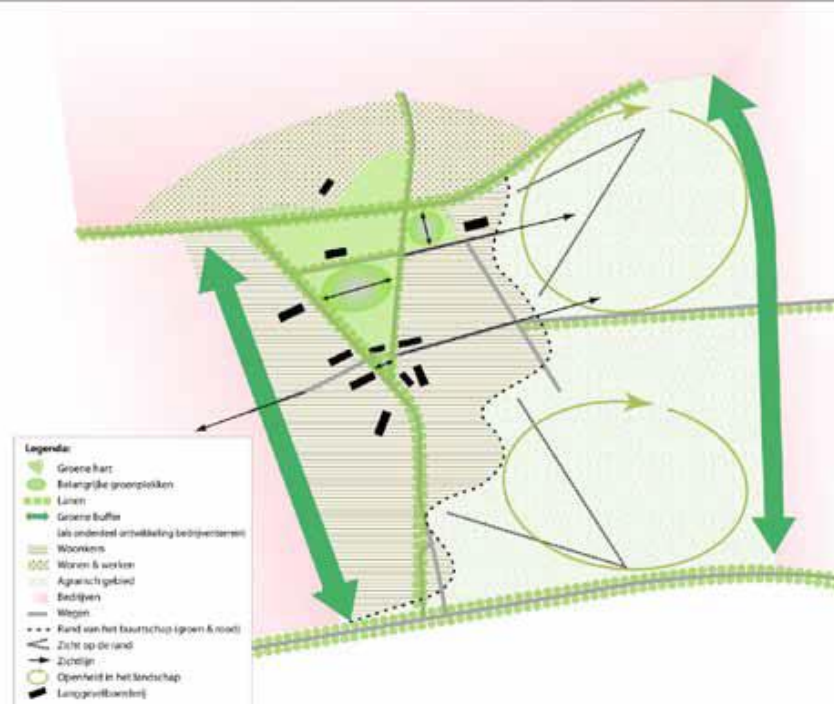 Legenda:
Groene hart
Belangrijke groenplekken
Lanen
Groene Buffer
(als onderdeel ontwikkeling bedrijventerrein)
Woonkern
Wonen & werken
Agrarisch gebied
Bedrijven
Wegen
Rand van het buurtschap (groen & rood)
Zicht op de rand
Zichtlijn
Openheid in het landschap
Langgevelboerderij